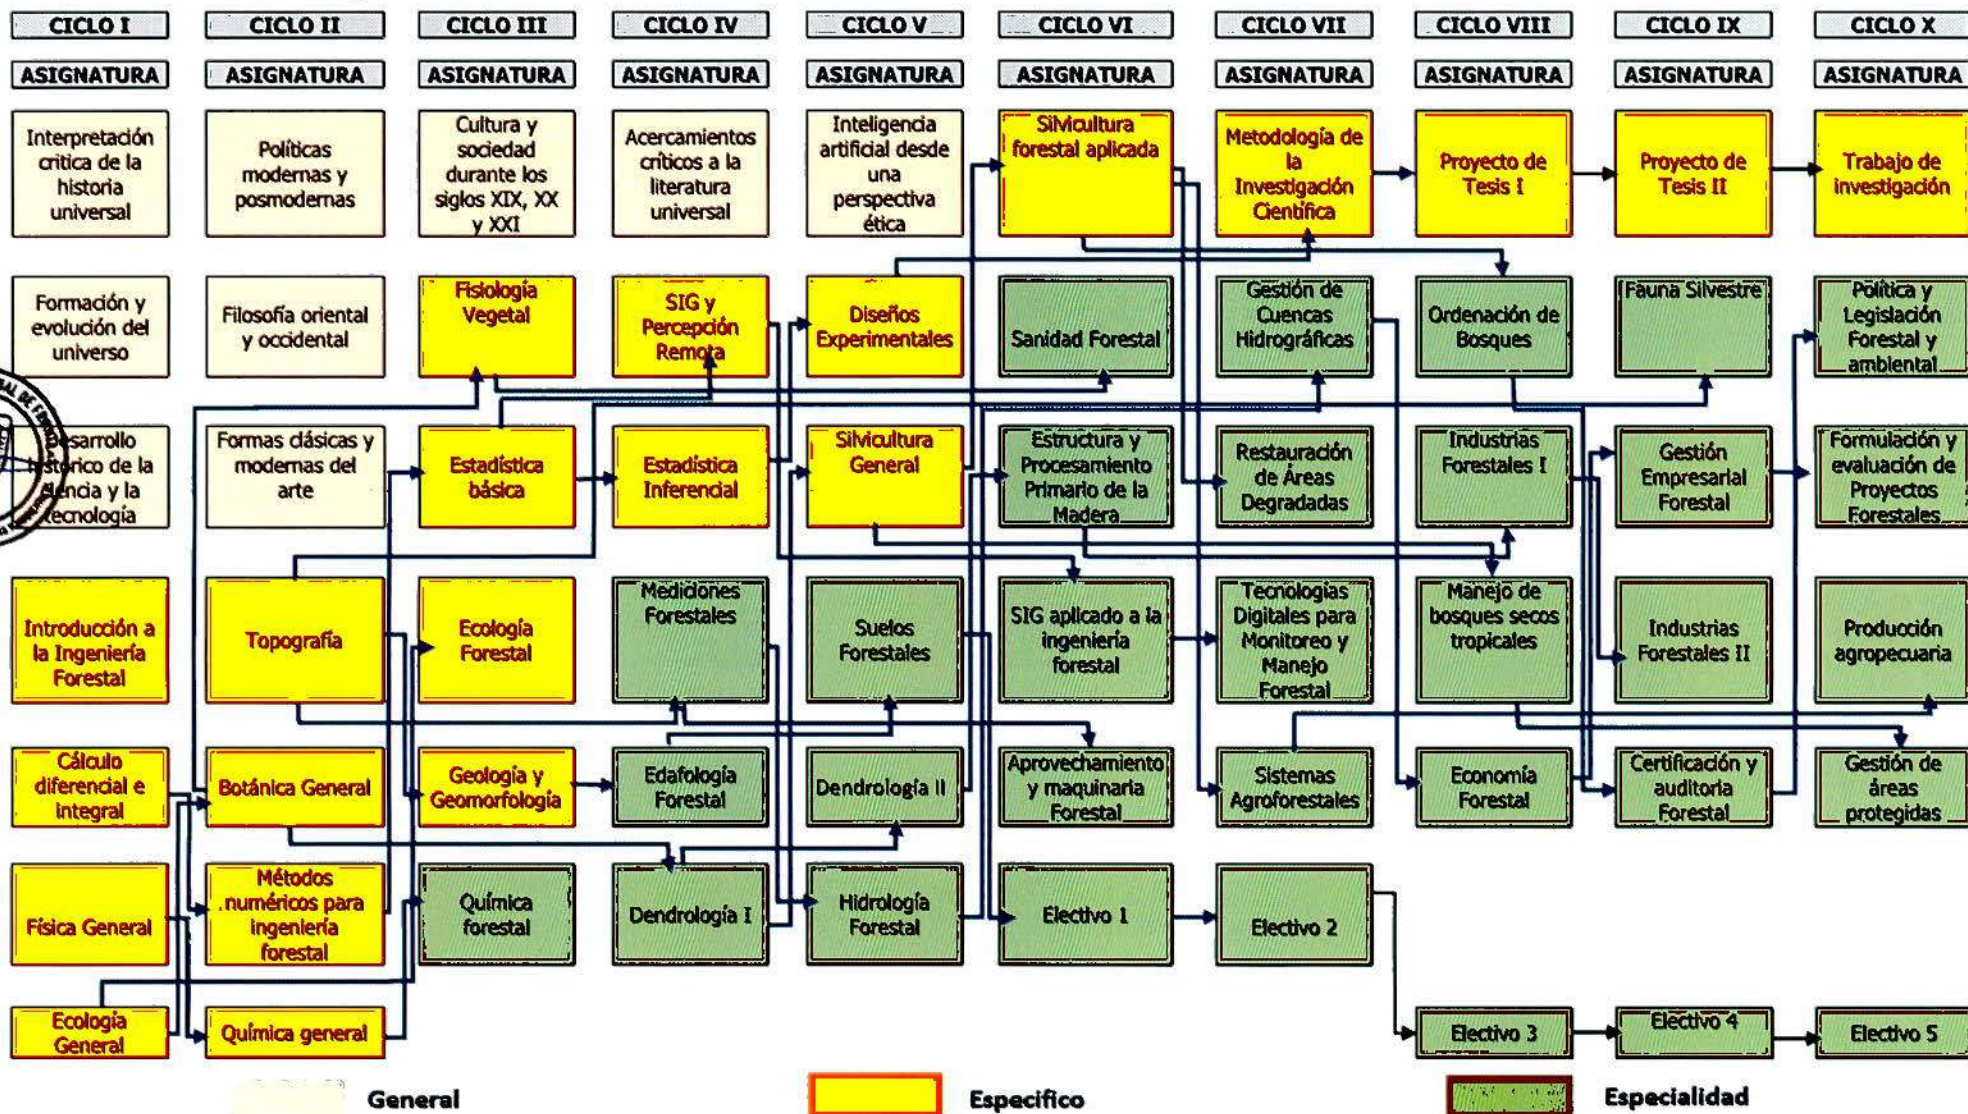 CICLO I
CICLO II
CICLO III
CICLO IV
CICLO V
CICLO VI
CICLO VII
CICLO VIII
CICLO IX
CICLO X
ASIGNATURA
ASIGNATURA
ASIGNATURA
ASIGNATURA
ASIGNATURA
ASIGNATURA
ASIGNATURA
ASIGNATURA
ASIGNATURA
ASIGNATURA
Interpretación
critica de la
historia
universal
Políticas
modernas y
posmodernas
Cultura y
sociedad
durante los
siglos XIX, XX
y XXI
Acercamientos
críticos a la
literatura
universal
Inteligencia
artificial desde
una
perspectiva
ética
Silvicultura
forestal aplicada
Metodología de
la
Investigación
Científica
Proyecto de
Tesis I
Proyecto de
Tesis II
Trabajo de
investigación
Formación y
evolución del
universo
Filosofía oriental
y occidental
Fisiología
Vegetal
SIG y
Percepción
Remota
Diseños
Experimentales
Sanidad Forestal
Gestión de
Cuencas
Hidrográficas
Ordenación de
Bosques
Fauna Silvestre
Política y
Legislación
Forestal y
ambiental
esarrollo
histórico de la
ciencia y la
tecnología
Formas clásicas y
modernas del
arte
Estadística
básica
Estadística
Inferencial
Silvicultura
General
Estructura y
Procesamiento
Primario de la
Madera
Restauración
de Áreas
Degradadas
Industrias
Forestales I
Gestión
Empresarial
Forestal
Formulación y
evaluación de
Proyectos
Forestales
Introducción a
la Ingeniería
Forestal
Topografía
Ecología
Forestal
Mediciones
Forestales
Suelos
Forestales
SIG aplicado a la
ingeniería
forestal
Tecnologías
Digitales para
Monitoreo y
Manejo
Forestal
Manejo de
bosques secos
tropicales
Industrias
Forestales II
Producción
agropecuaria
Cálculo
diferencial e
integral
Botánica General
Geología y
Geomorfología
Edafología
Forestal
Dendrología II
Aprovechamiento
y maquinaria
Forestal
Sistemas
Agroforestales
Economía
Forestal
Certificación y
auditoria
Forestal
Gestión de
áreas
protegidas
Física General
Métodos
numéricos para
ingeniería
forestal
Química
forestal
Dendrología I
Hidrología
Forestal
Electivo 1
Electivo 2
Ecología
General
Química general
Electivo 3
Electivo 4
Electivo 5
General
Especifico
Especialidad